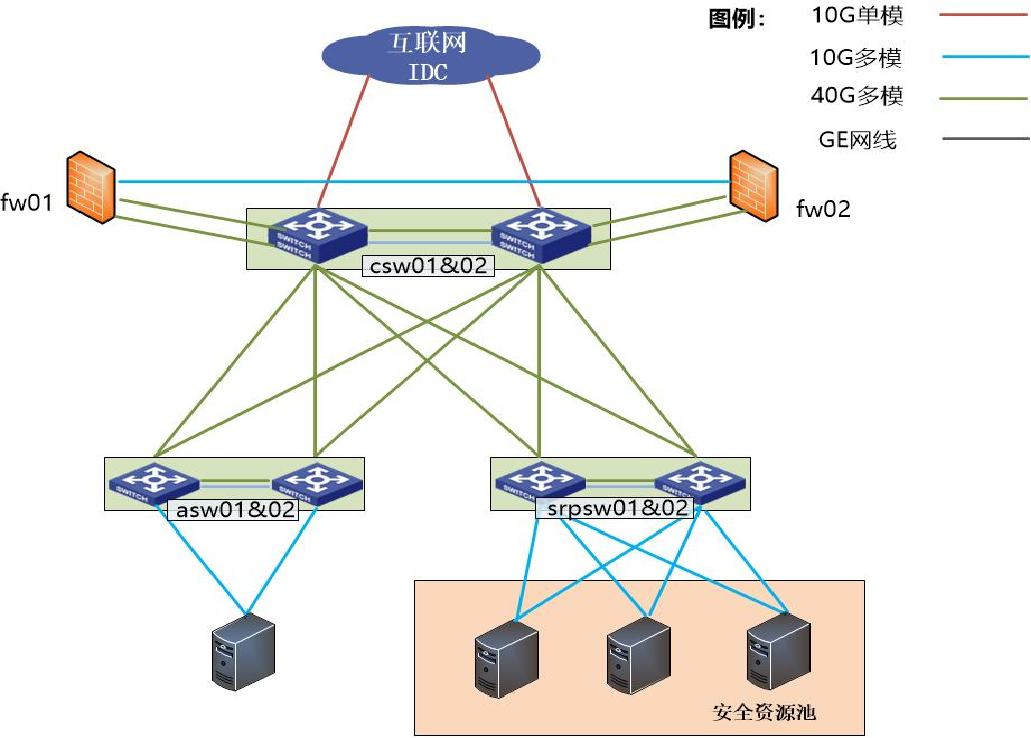 图例:
10G单模
10G多模
40G多模
GE网线
互联网
IDC
fw01
fw02
SWITCH
SWITCH
SWITCH
SWITCH
csw01&02
SWITCH
SWITCH
asw01&02
SWITCH
SWITCH
srpsw01&02
安全资源池